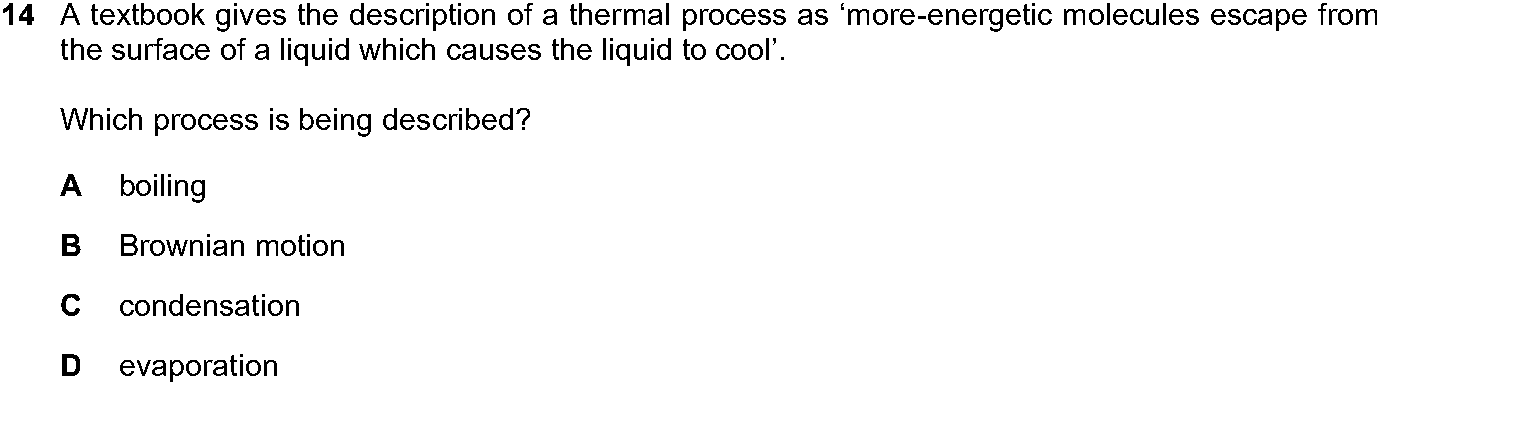 14 A textbook gives the description of a thermal process as ‘more-energetic molecules escape from
the surface of a liquid which causes the liquid to cool’.
Which process is being described?
A boiling
B Brownian motion
C condensation
D evaporation